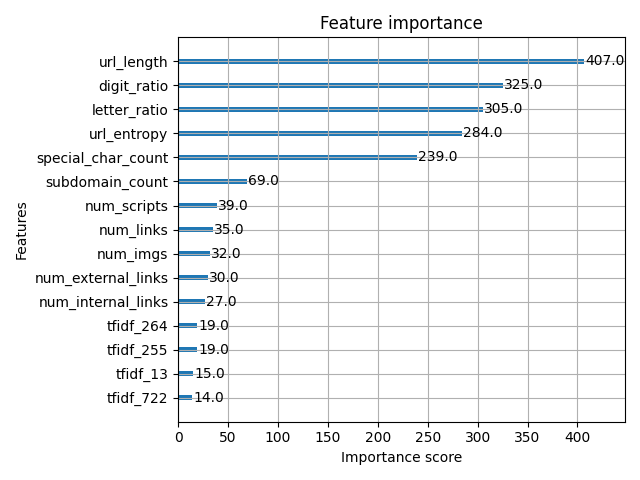 Feature importance
Features
url_length 407.0
digit_ratio 325.0
letter_ratio 305.0
url_entropy 284.0
special_char_count 239.0
subdomain_count 69.0
num_scripts 39.0
num_links 35.0
num_imgs 32.0
num_external_links 30.0
num_internal_links 27.0
tfidf_264 19.0
tfidf_255 19.0
tfidf_13 15.0
tfidf_722 14.0
0 50 100 150 200 250 300 350 400
Importance score